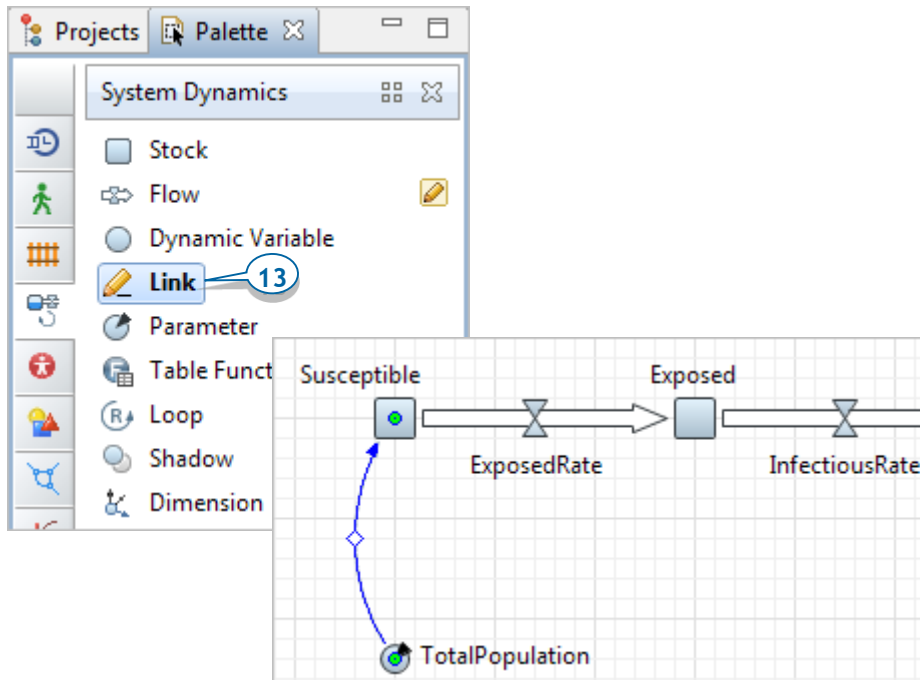 Projects Palette
System Dynamics
Stock
Flow
Dynamic Variable
Link 13
Parameter
Table Funct
R Loop
Shadow
Dimension
Susceptible Exposed
ExposedRate InfectiousRate
TotalPopulation